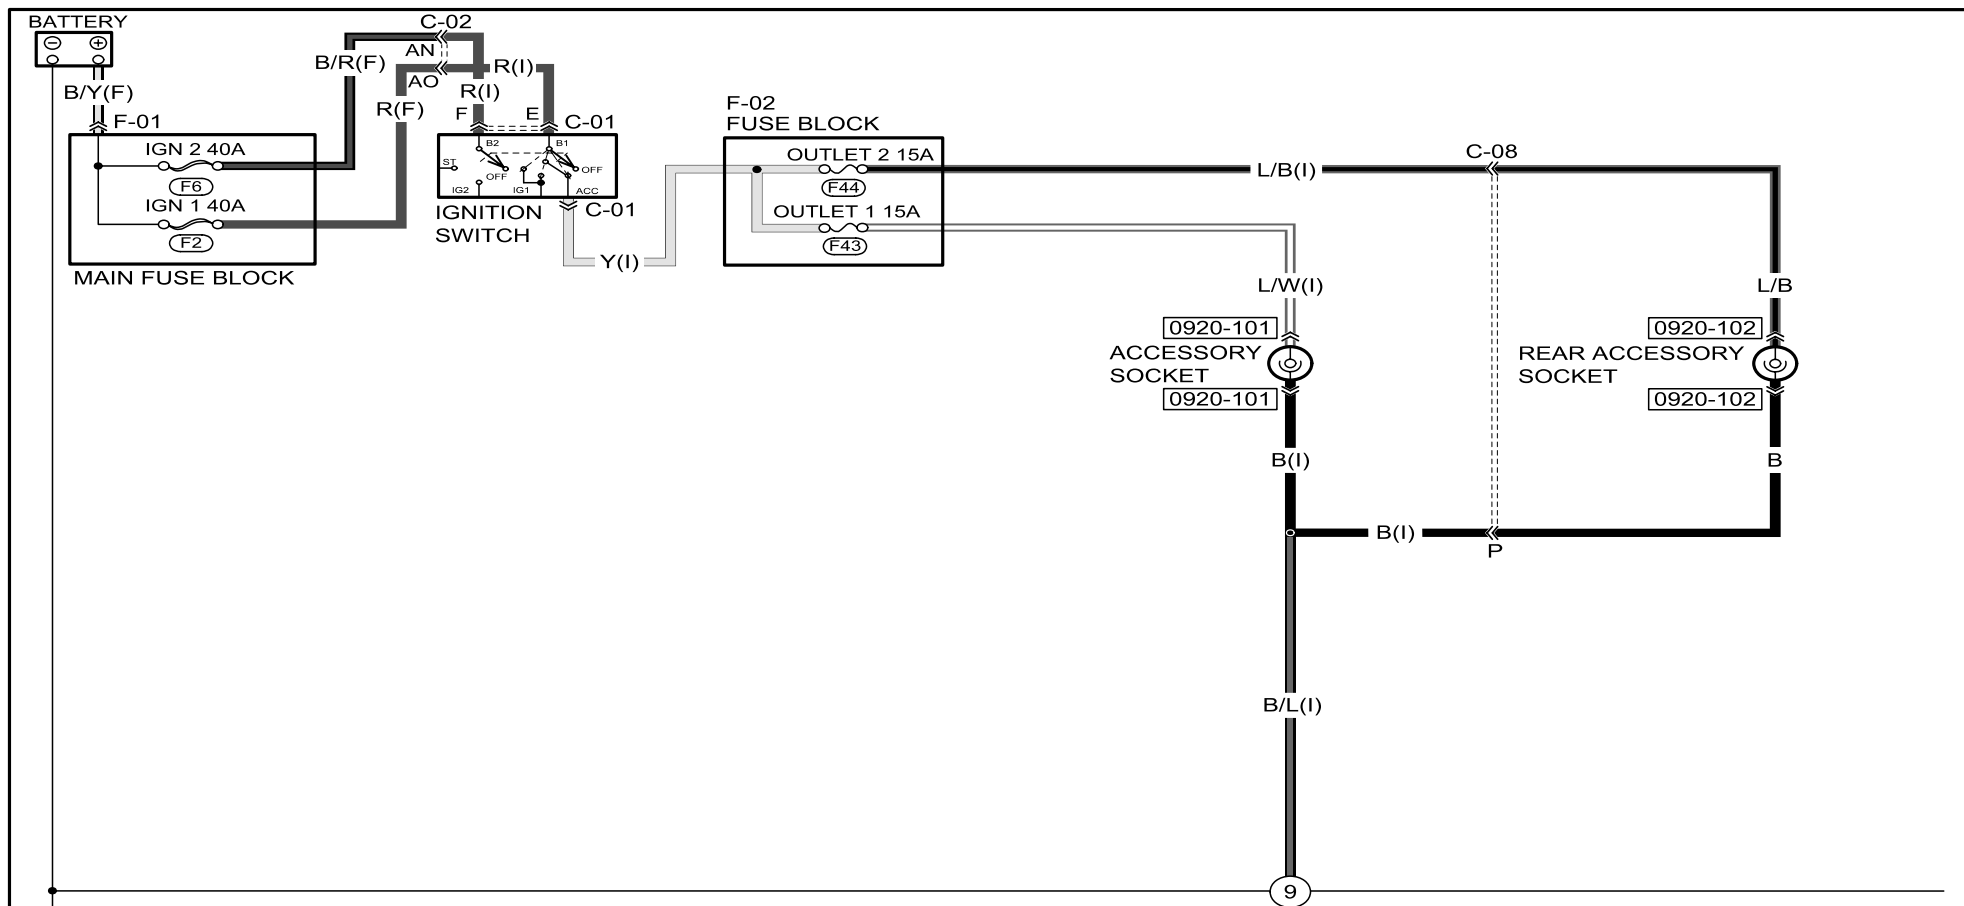 BATTERY
C-02
− +
AN
B/R(F)
R(I)
AO
R(I)
B/Y(F)
R(F)
F-01
F
E
C-01
F-02
FUSE BLOCK
IGN 2 40A
F6
IGN 1 40A
F2
MAIN FUSE BLOCK
B2
B1
ST
OFF
OFF
IG2
IG1
ACC
IGNITION
SWITCH
C-01
Y(I)
OUTLET 2 15A
F44
OUTLET 1 15A
F43
L/B(I)
C-08
L/W(I)
L/B
0920-101
ACCESSORY
SOCKET
0920-101
0920-102
REAR ACCESSORY
SOCKET
0920-102
B(I)
B
B(I)
P
B/L(I)
9